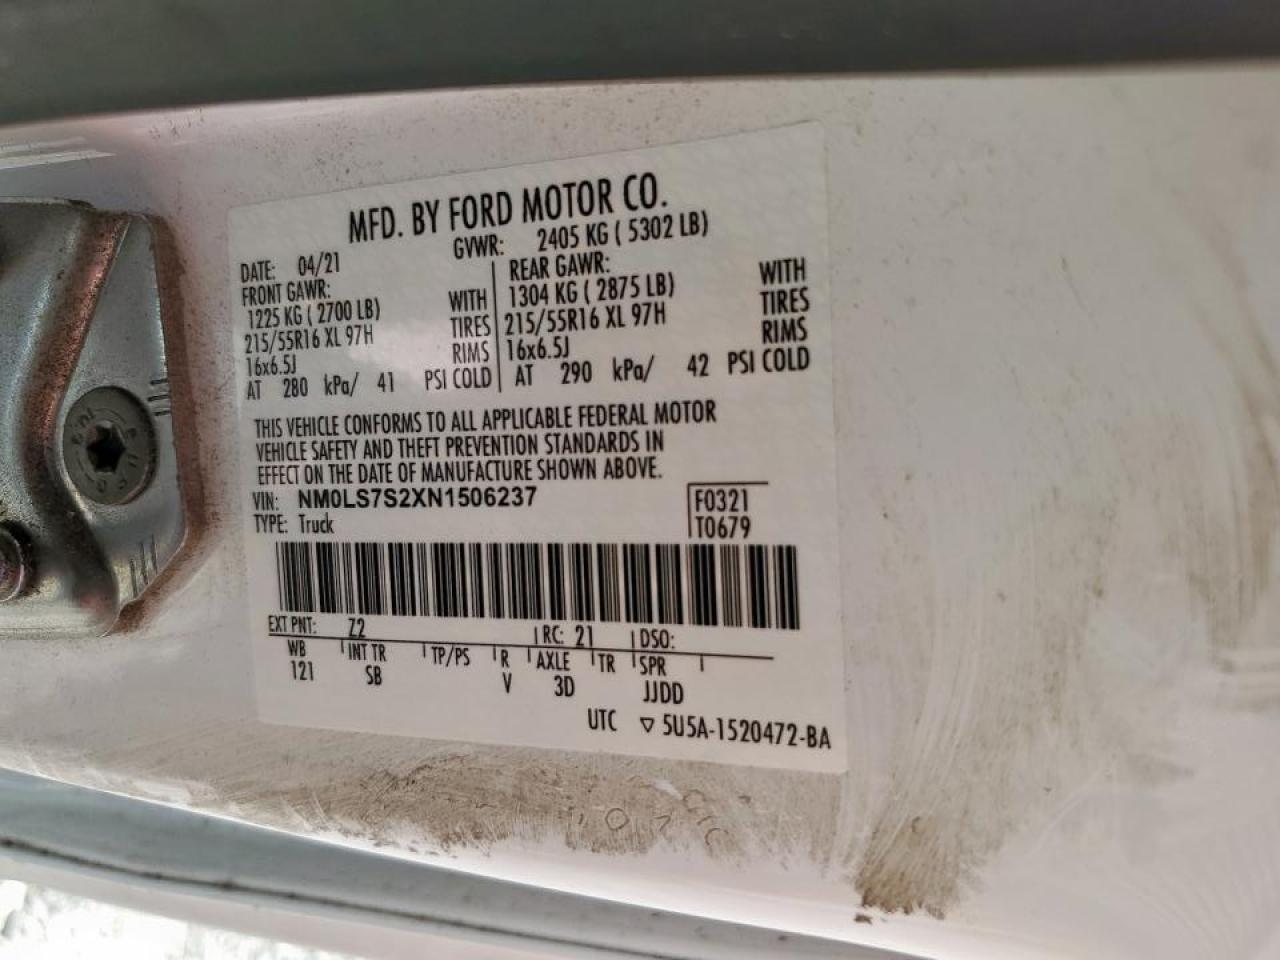 MFD. BY FORD MOTOR CO.
DATE: 04/21 GVWR: 2405 KG ( 5302 LB)
FRONT GAWR: REAR GAWR:
1225 KG ( 2700 LB) WITH 1304 KG ( 2875 LB) WITH
215/55R16 XL 97H TIRES 215/55R16 XL 97H TIRES
16x6.5J RIMS 16x6.5J RIMS
AT 280 kPa/ 41 PSI COLD AT 290 kPa/ 42 PSI COLD
THIS VEHICLE CONFORMS TO ALL APPLICABLE FEDERAL MOTOR
VEHICLE SAFETY AND THEFT PREVENTION STANDARDS IN
EFFECT ON THE DATE OF MANUFACTURE SHOWN ABOVE.
VIN: NM0LS7S2XN1506237 F0321
TYPE: Truck T0679
EXT PNT: Z2 RC: 21 DSO:
WB INT TR TP/PS R AXLE TR SPR
121 SB V 3D JJDD
UTC ▽ 5U5A-1520472-BA